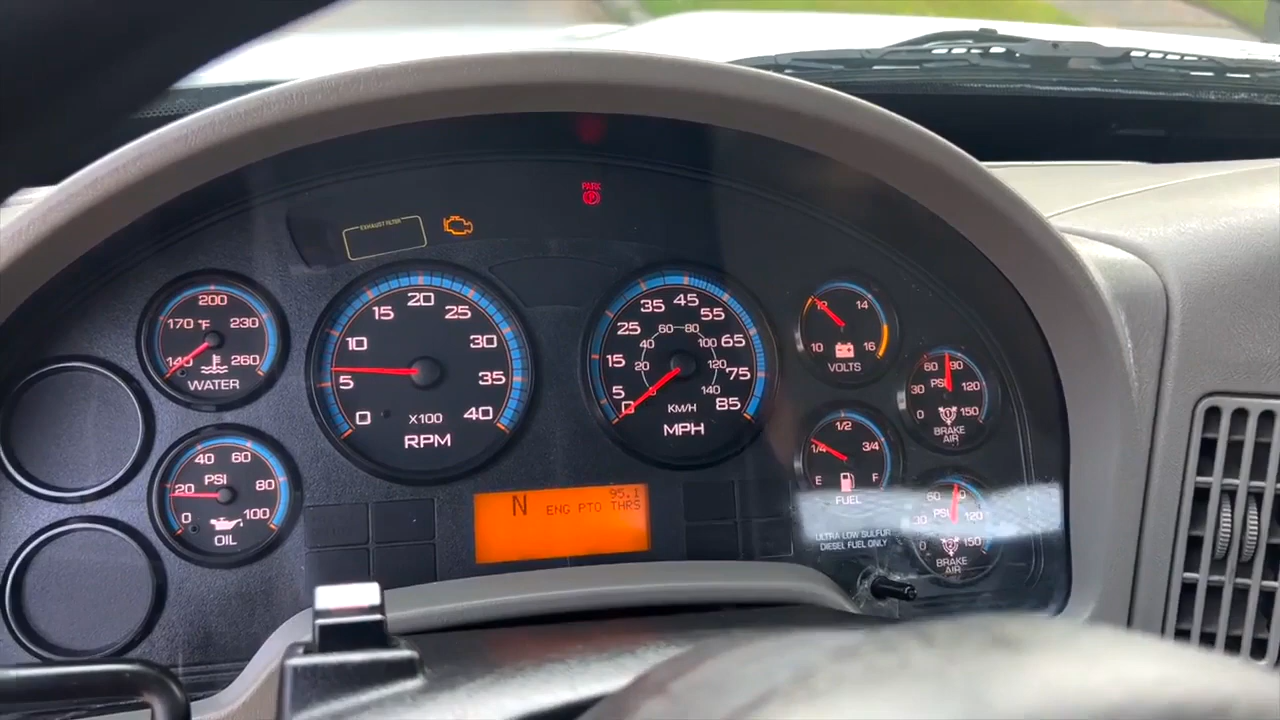 PARK
(P)
EXHAUST FILTER
200
170 °F 230
140 260
WATER
40 60
PSI
20 80
0 100
OIL
20
15 25
10 30
5 35
0 X100 40
RPM
45
35 55
25 60 80 65
40 100
15 20 120 75
5 140
0 KM/H 85
MPH
12 14
10 16
VOLTS
60 90
30 PSI 120
0 150
BRAKE
AIR
1/2
1/4 3/4
E F
FUEL
N 95.1
ENG PTO THRS
60
30 PSI 120
0 150
BRAKE
AIR
ULTRA LOW SULFUR
DIESEL FUEL ONLY